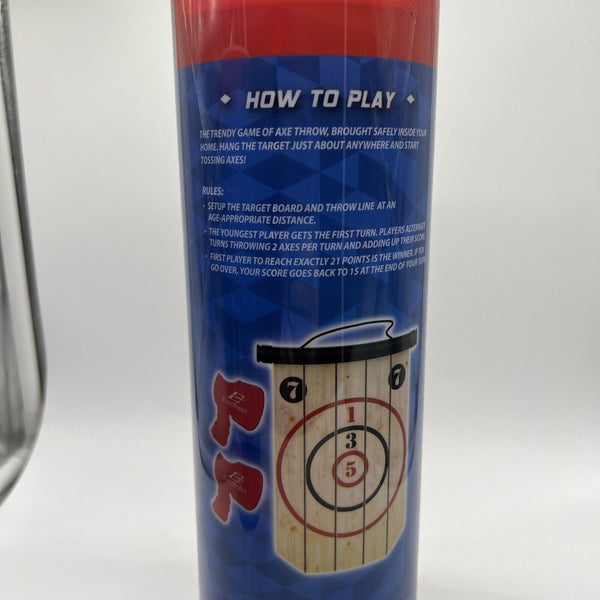 HOW TO PLAY
THE TRENDY GAME OF AXE THROW, BROUGHT SAFELY INSIDE YOUR
HOME. HANG THE TARGET JUST ABOUT ANYWHERE AND START
TOSSING AXES!
RULES:
• SETUP THE TARGET BOARD AND THROW LINE AT AN
AGE-APPROPRIATE DISTANCE.
• THE YOUNGEST PLAYER GETS THE FIRST TURN. PLAYERS ALTERNATE
TURNS THROWING 2 AXES PER TURN AND ADDING UP THEIR SCORE.
• FIRST PLAYER TO REACH EXACTLY 21 POINTS IS THE WINNER. IF YOU
GO OVER, YOUR SCORE GOES BACK TO 15 AT THE END OF YOUR TURN.
7 7
1
3
5
EASTPOINT
EASTPOINT